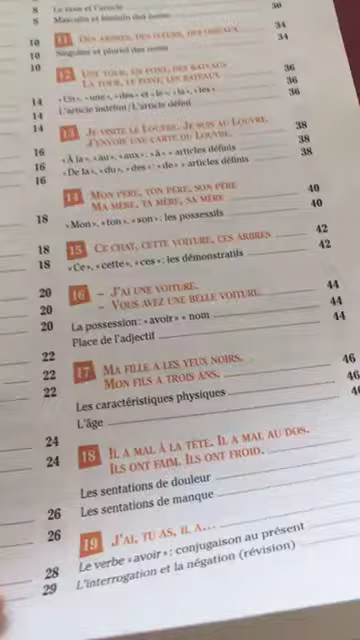 8 Le nom et l'article
8 Masculin et féminin des noms 30
11 DES ARBRES, DES FLEURS, DES OISEAUX 34
10 Singulier et pluriel des noms 34
10
10
12 UNE TOUR, UN PONT, DES BATEAUX 36
LA TOUR, LE PONT, LES BATEAUX 36
14 «Un», «une», «des» et «le», «la», «les» 36
14 L'article indéfini/L'article défini
14
13 JE VISITE LE LOUVRE. JE SUIS AU LOUVRE.
J'ENVOIE UNE CARTE DU LOUVRE. 38
16 «À la», «au», «aux»: «à» + articles définis 38
16 «De la», «du», «des»: «de» + articles définis 38
16
14 MON PÈRE, TON PÈRE, SON PÈRE
MA MÈRE, TA MÈRE, SA MÈRE 40
18 «Mon», «ton», «son»: les possessifs 40
18 15 CE CHAT, CETTE VOITURE, CES ARBRES 42
18 «Ce», «cette», «ces»: les démonstratifs 42
20 16 – J'AI UNE VOITURE.
20 – VOUS AVEZ UNE BELLE VOITURE. 44
20 La possession: «avoir» + nom 44
Place de l'adjectif 44
22
22 17 MA FILLE A LES YEUX NOIRS.
22 MON FILS A TROIS ANS. 46
Les caractéristiques physiques 46
L'âge
24
24 18 IL A MAL À LA TÊTE. IL A MAL AU DOS.
ILS ONT FAIM. ILS ONT FROID.
Les sentations de douleur
26 Les sentations de manque
26
19 J'AI, TU AS, IL A...
28 Le verbe «avoir»: conjugaison au présent
29 L'interrogation et la négation (révision)